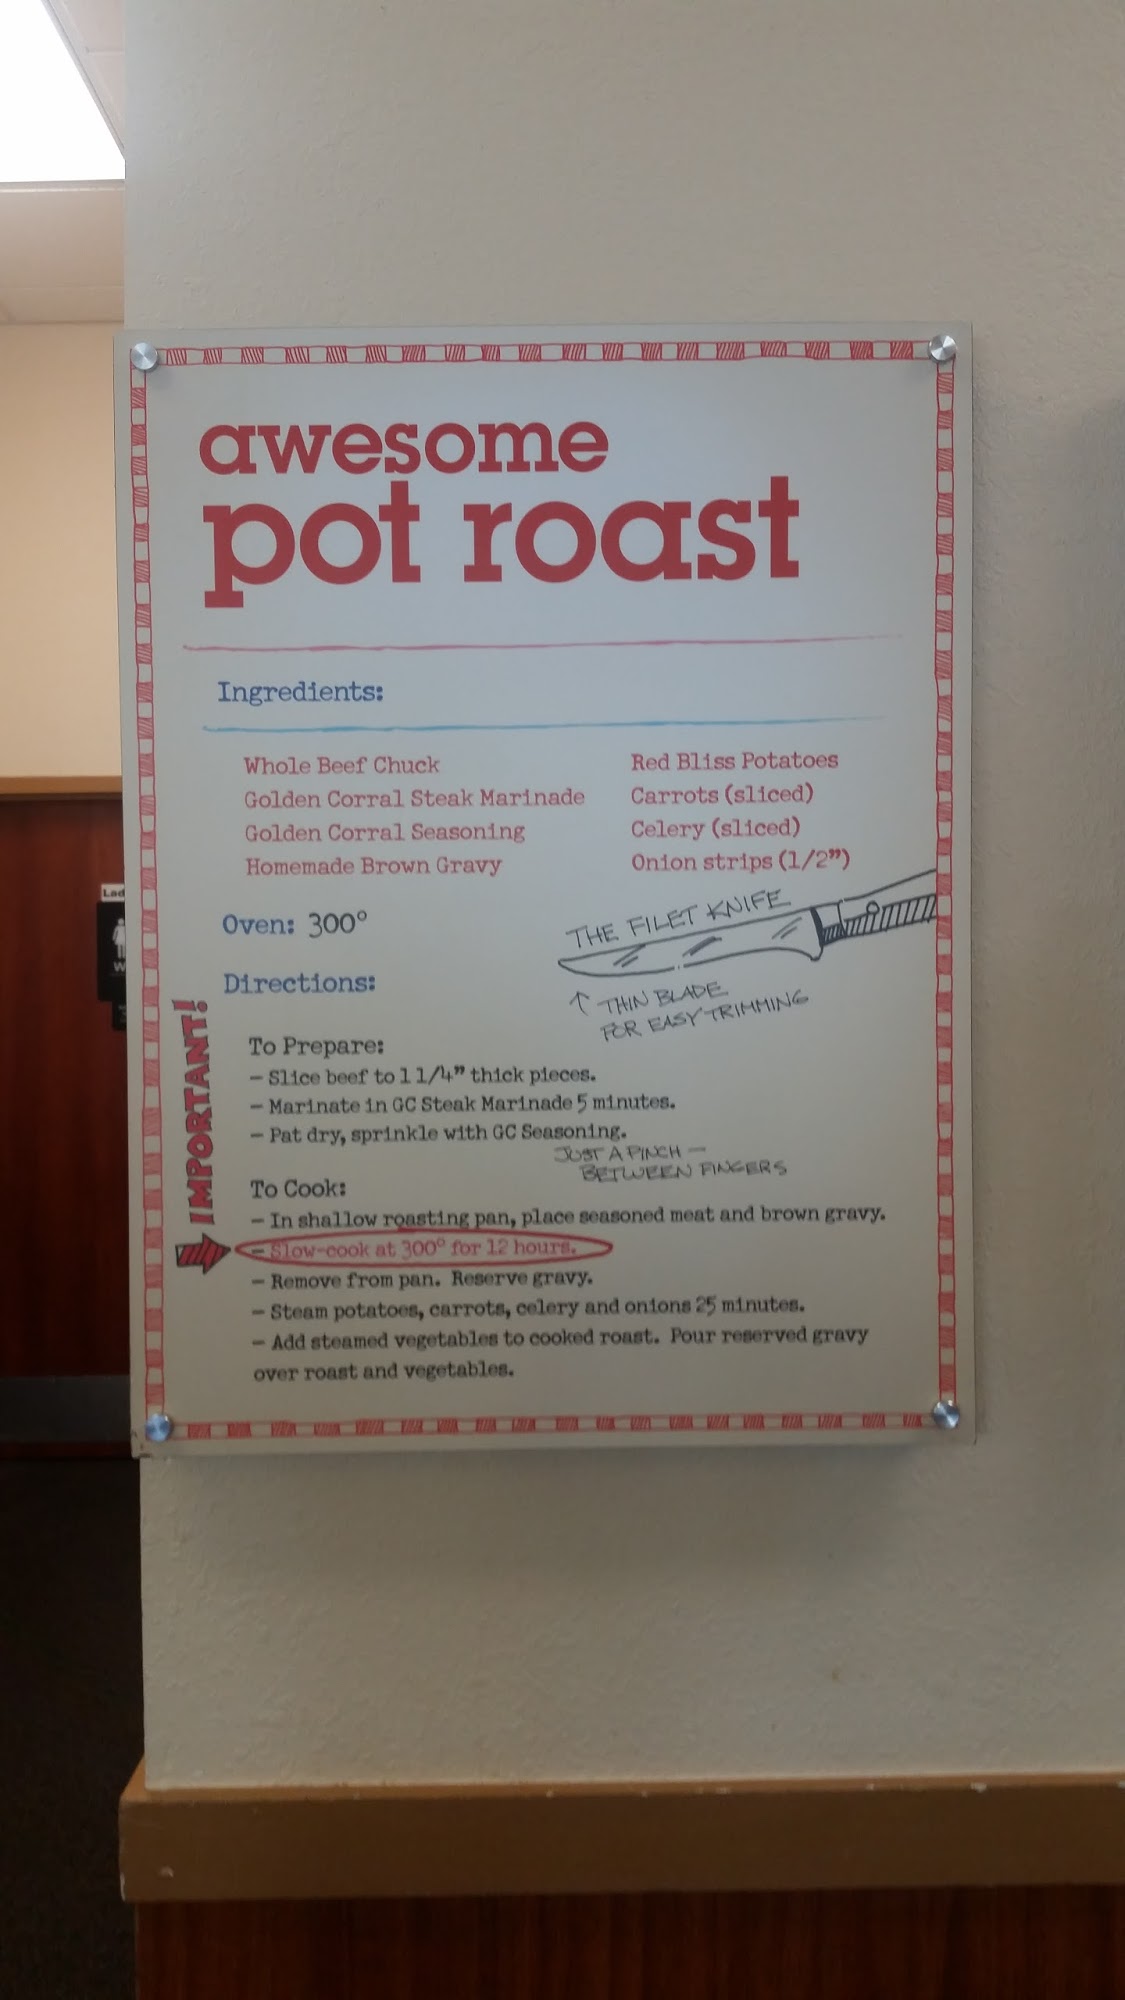 awesome
pot roast
Ingredients:
Whole Beef Chuck
Golden Corral Steak Marinade
Golden Corral Seasoning
Homemade Brown Gravy
Red Bliss Potatoes
Carrots (sliced)
Celery (sliced)
Onion strips (1/2”)
Oven: 300°
THE FILET KNIFE
↑ THIN BLADE
FOR EASY TRIMMING
Directions:
To Prepare:
– Slice beef to 1 1/4” thick pieces.
– Marinate in GC Steak Marinade 5 minutes.
– Pat dry, sprinkle with GC Seasoning.
JUST A PINCH –
BETWEEN FINGERS
IMPORTANT!
To Cook:
– In shallow roasting pan, place seasoned meat and brown gravy.
– Slow-cook at 300° for 12 hours.
– Remove from pan. Reserve gravy.
– Steam potatoes, carrots, celery and onions 25 minutes.
– Add steamed vegetables to cooked roast. Pour reserved gravy
over roast and vegetables.
Lad
W